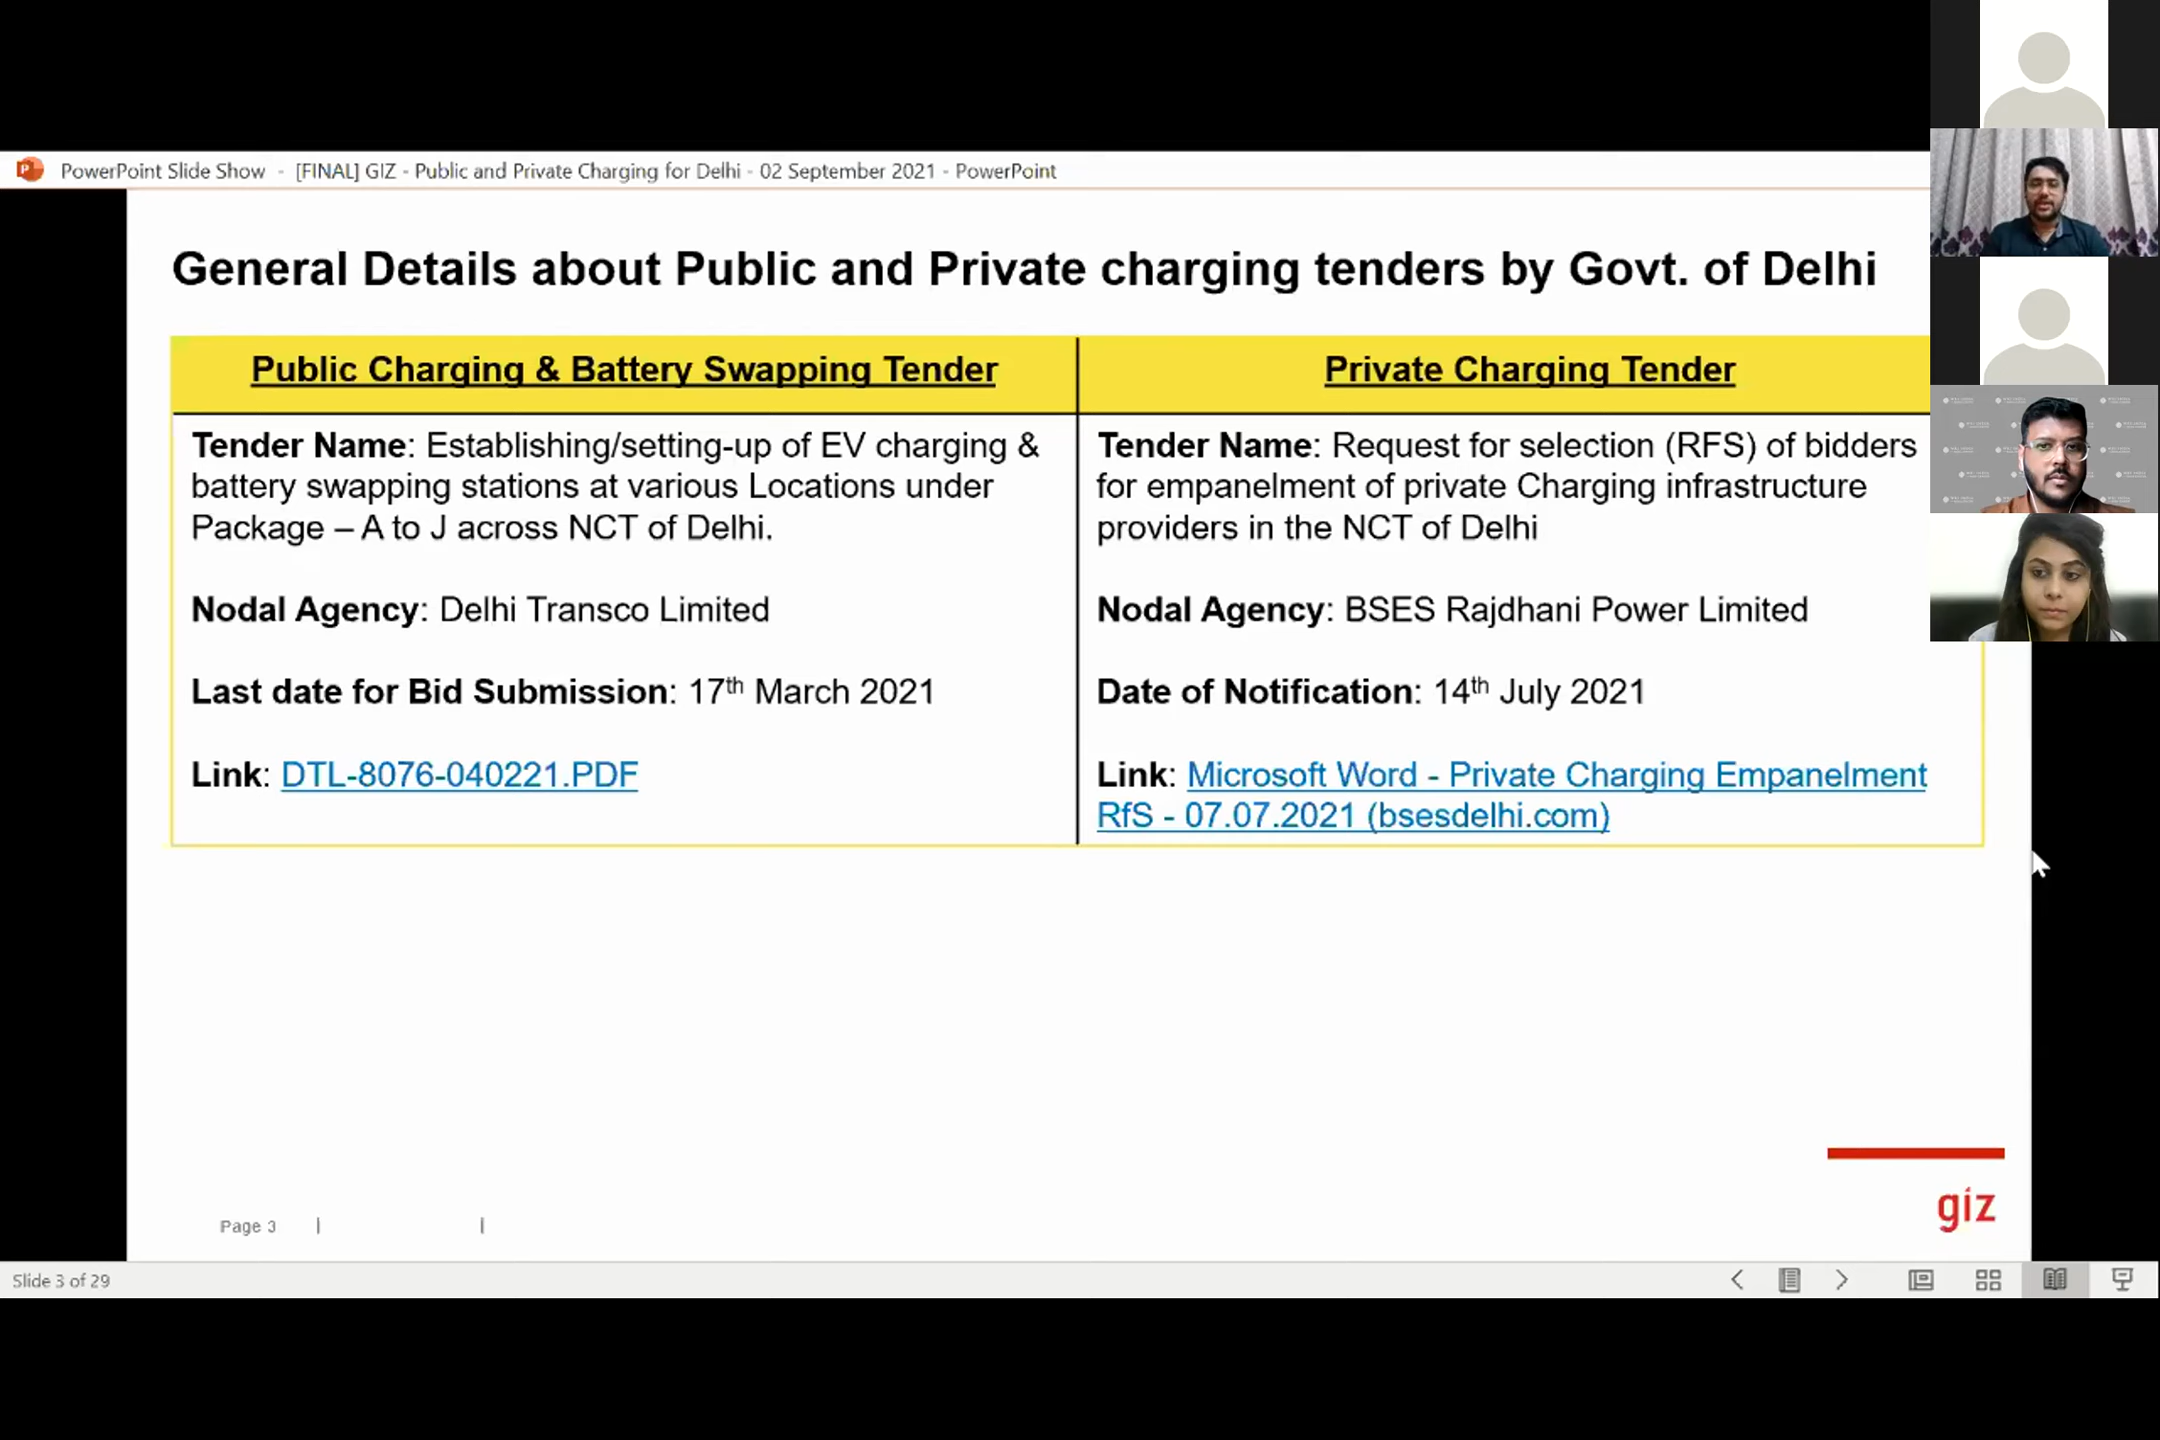 PowerPoint Slide Show - [FINAL] GIZ - Public and Private Charging for Delhi - 02 September 2021 - PowerPoint
General Details about Public and Private charging tenders by Govt. of Delhi
Public Charging & Battery Swapping Tender
Tender Name: Establishing/setting-up of EV charging &
battery swapping stations at various Locations under
Package – A to J across NCT of Delhi.
Nodal Agency: Delhi Transco Limited
Last date for Bid Submission: 17th March 2021
Link: DTL-8076-040221.PDF
Private Charging Tender
Tender Name: Request for selection (RFS) of bidders
for empanelment of private Charging infrastructure
providers in the NCT of Delhi
Nodal Agency: BSES Rajdhani Power Limited
Date of Notification: 14th July 2021
Link: Microsoft Word - Private Charging Empanelment
RfS - 07.07.2021 (bsesdelhi.com)
Page 3 | |
giz
Slide 3 of 29